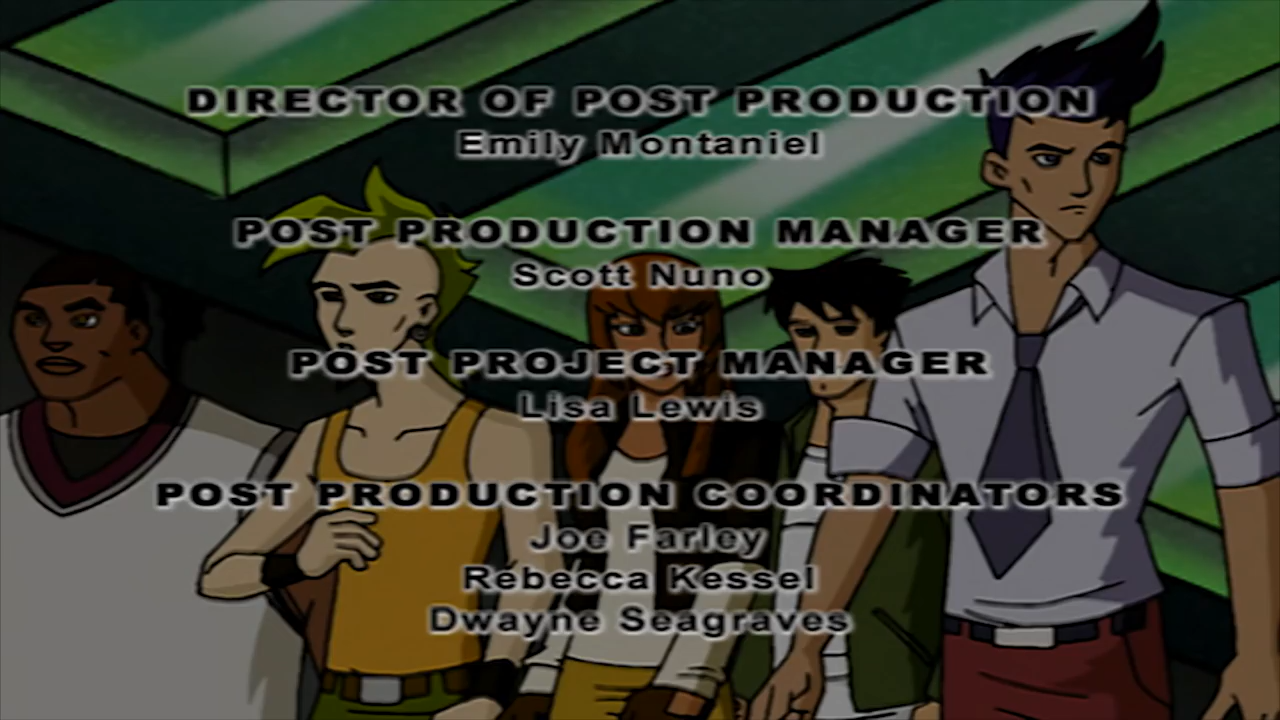 DIRECTOR OF POST PRODUCTION
Emily Montaniel
POST PRODUCTION MANAGER
Scott Nuno
POST PROJECT MANAGER
Lisa Lewis
POST PRODUCTION COORDINATORS
Joe Farley
Rebecca Kessel
Dwayne Seagraves